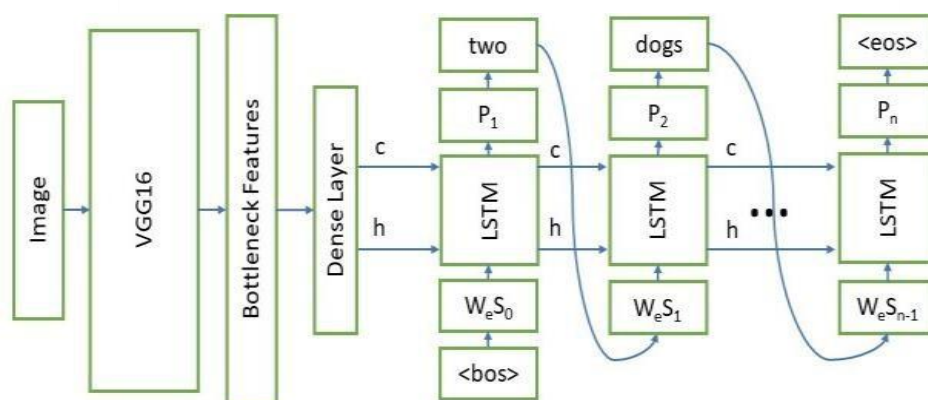 Image
VGG16
Bottleneck Features
Dense Layer
c
h
two
P₁
LSTM
WₑS₀
<bos>
c
h
dogs
P₂
LSTM
WₑS₁
c
h
...
<eos>
Pₙ
LSTM
WₑSₙ₋₁